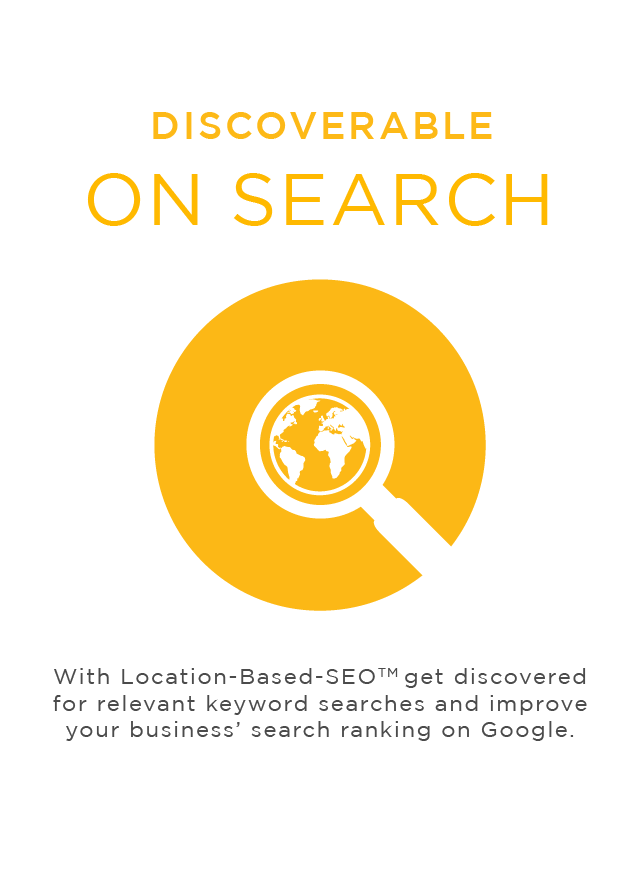 DISCOVERABLE
ON SEARCH
With Location-Based-SEO™ get discovered
for relevant keyword searches and improve
your business’ search ranking on Google.